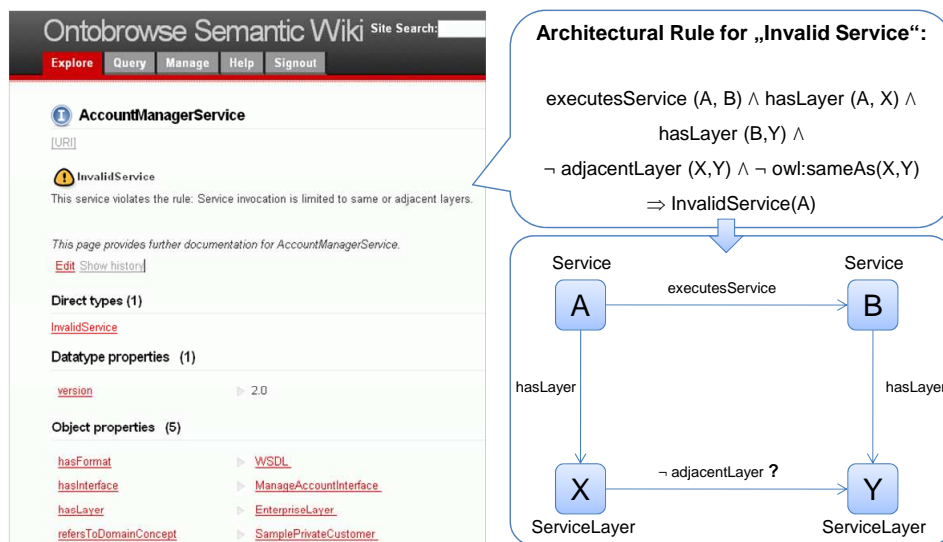 Ontobrowse Semantic Wiki Site Search:
Explore Query Manage Help Signout
I AccountManagerService
[URI]
InvalidService
This service violates the rule: Service invocation is limited to same or adjacent layers.
This page provides further documentation for AccountManagerService.
Edit Show history
Direct types (1)
InvalidService
Datatype properties (1)
version 2.0
Object properties (5)
hasFormat WSDL
hasInterface ManageAccountInterface
hasLayer EnterpriseLayer
refersToDomainConcept SamplePrivateCustomer
Architectural Rule for „Invalid Service“:
executesService (A, B) ∧ hasLayer (A, X) ∧
hasLayer (B,Y) ∧
¬ adjacentLayer (X,Y) ∧ ¬ owl:sameAs(X,Y)
⇒ InvalidService(A)
Service Service
A executesService B
hasLayer hasLayer
X ¬ adjacentLayer ? Y
ServiceLayer ServiceLayer